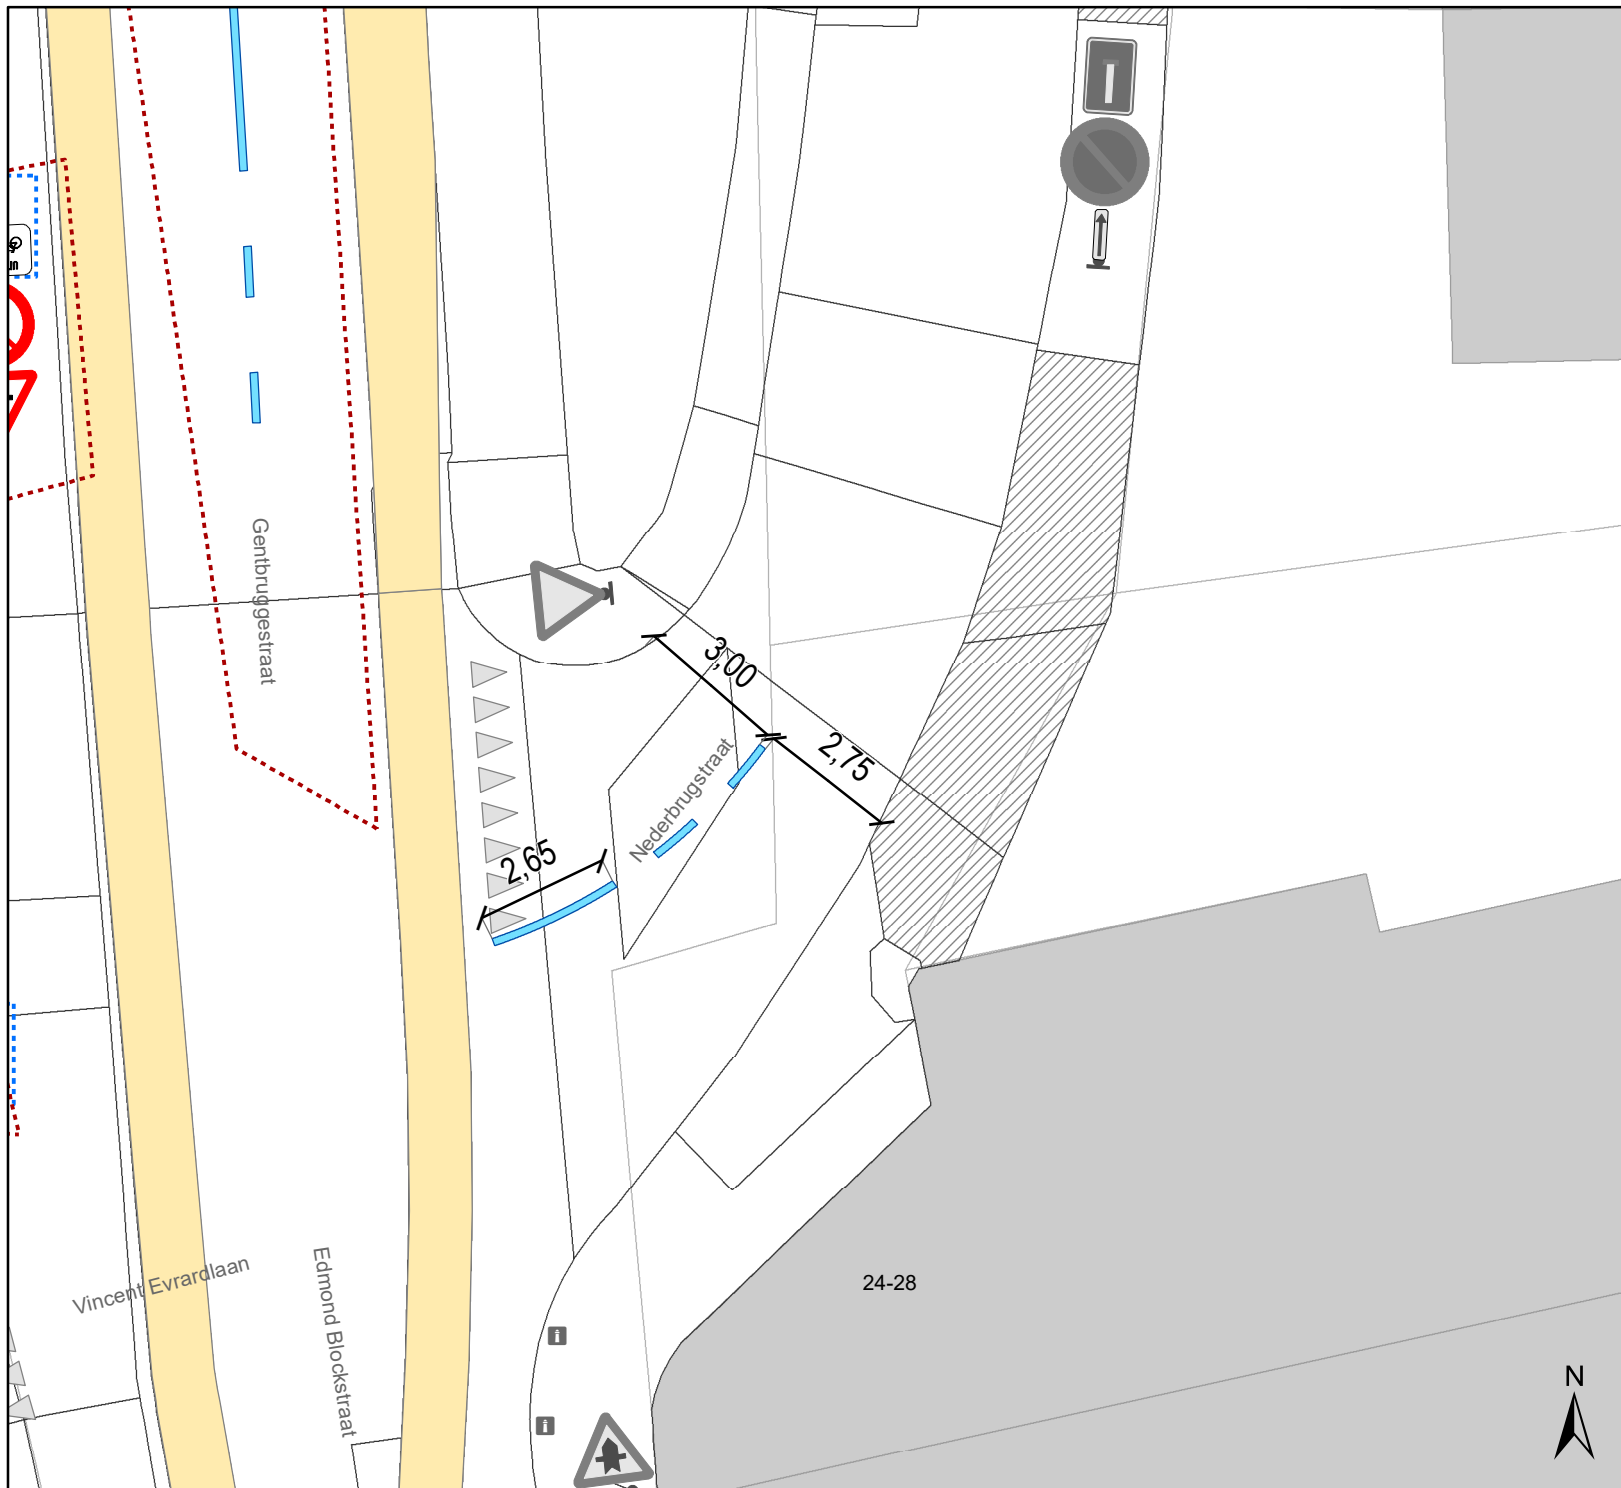 Gentbruggestraat
3,00
2,75
Nederbrugstraat
2,65
Vincent Evrardlaan
Edmond Blockstraat
24-28
N